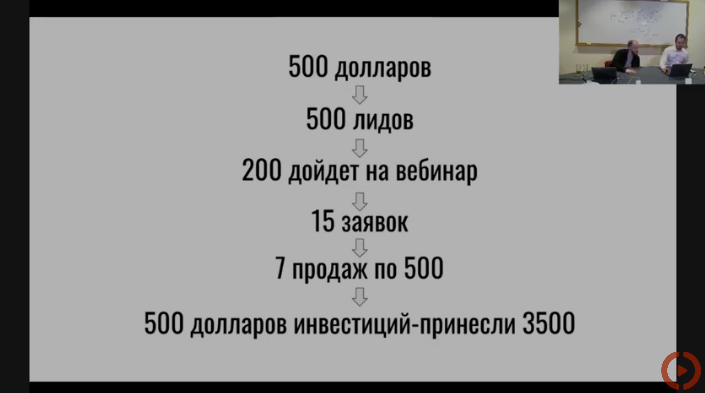 500 долларов
500 лидов
200 дойдет на вебинар
15 заявок
7 продаж по 500
500 долларов инвестиций-принесли 3500